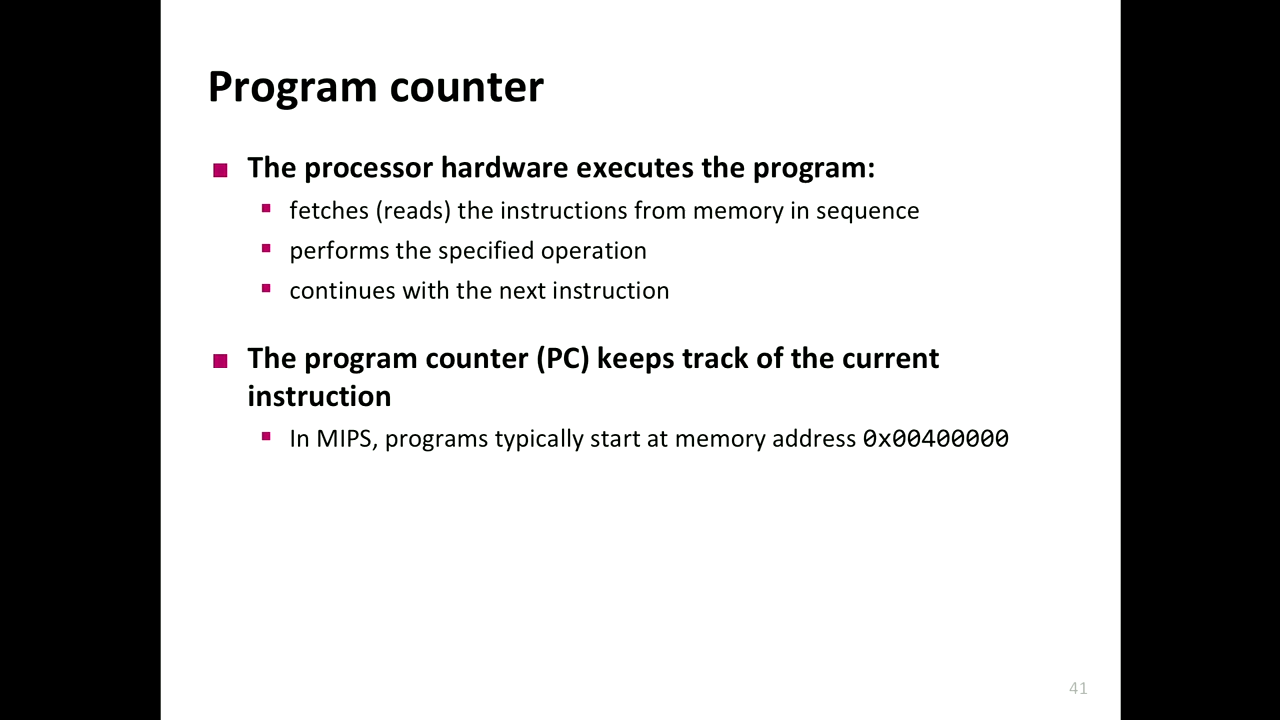 Program counter
The processor hardware executes the program:
fetches (reads) the instructions from memory in sequence
performs the specified operation
continues with the next instruction
The program counter (PC) keeps track of the current
instruction
In MIPS, programs typically start at memory address 0x00400000
41